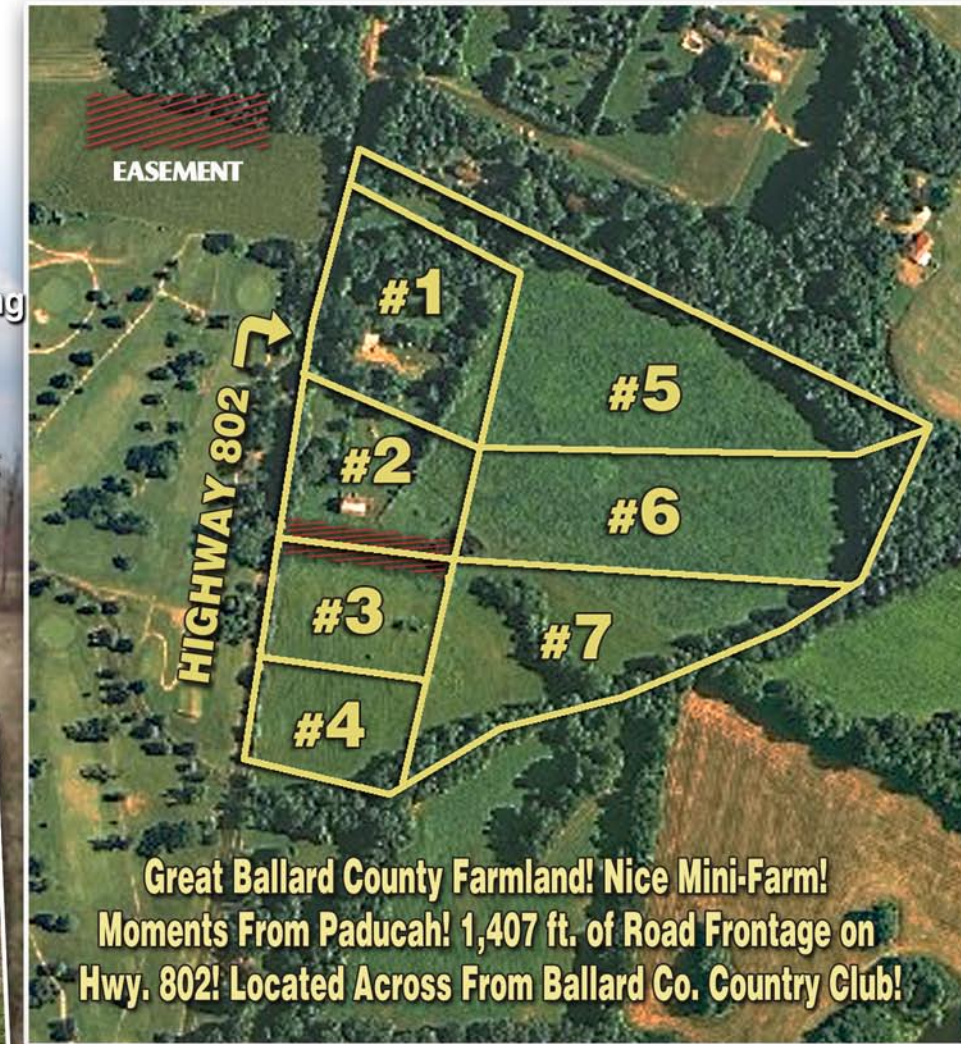 EASEMENT
#1
HIGHWAY 802
#2
#3
#4
#5
#6
#7
Great Ballard County Farmland! Nice Mini-Farm!
Moments From Paducah! 1,407 ft. of Road Frontage on
Hwy. 802! Located Across From Ballard Co. Country Club!